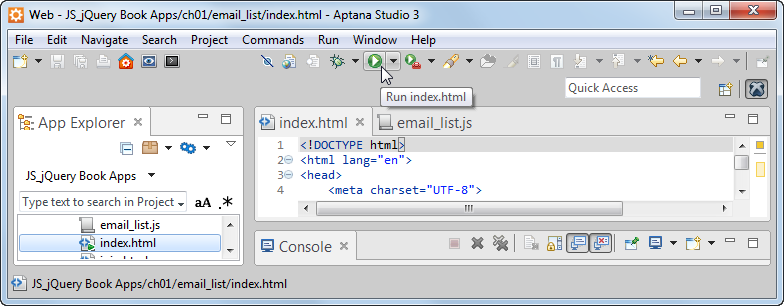 Web - JS_jQuery Book Apps/ch01/email_list/index.html - Aptana Studio 3
File Edit Navigate Search Project Commands Run Window Help
Run index.html
Quick Access
App Explorer
index.html email_list.js
JS_jQuery Book Apps
Type text to search in Project
aA .*
email_list.js
index.html
1 <!DOCTYPE html>
2 <html lang="en">
3 <head>
4 <meta charset="UTF-8">
Console
JS_jQuery Book Apps/ch01/email_list/index.html